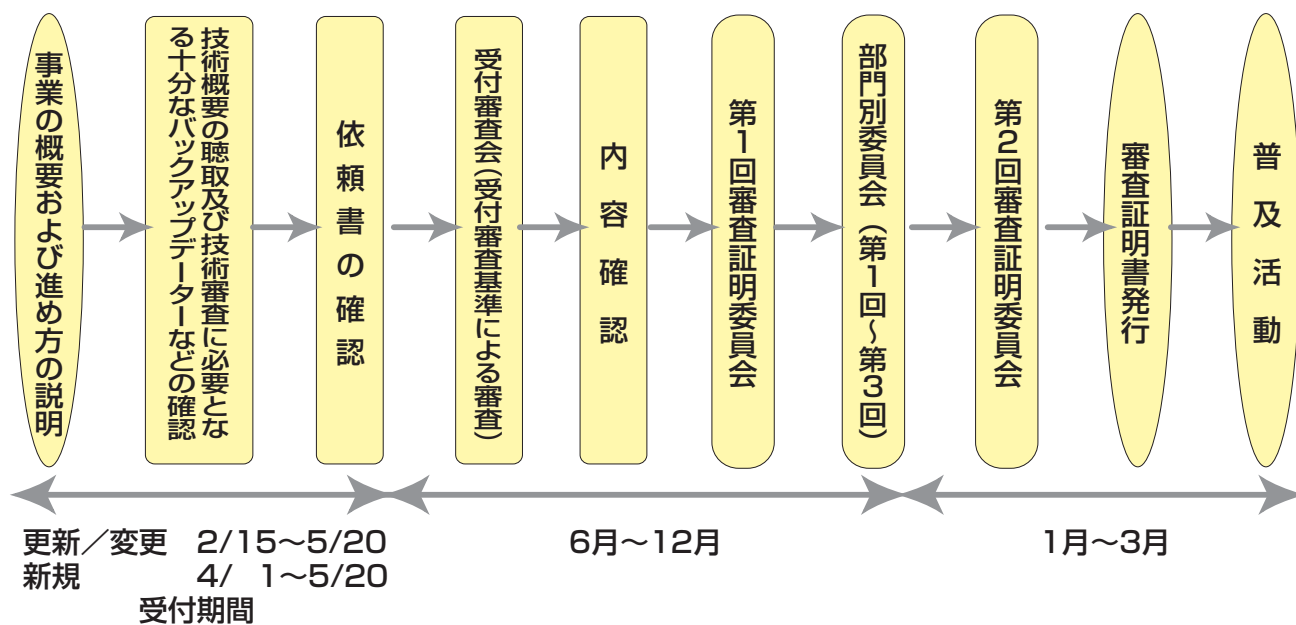 事業の概要および進め方の説明
技術概要の聴取及び技術審査に必要とな
る十分なバックアップデーターなどの確認
依頼書の確認
受付審査会(受付審査基準による審査)
内容確認
第1回審査証明委員会
部門別委員会(第1回〜第3回)
第2回審査証明委員会
審査証明書発行
普及活動
更新／変更 2/15〜5/20
新規 4/ 1〜5/20
受付期間
6月〜12月
1月〜3月